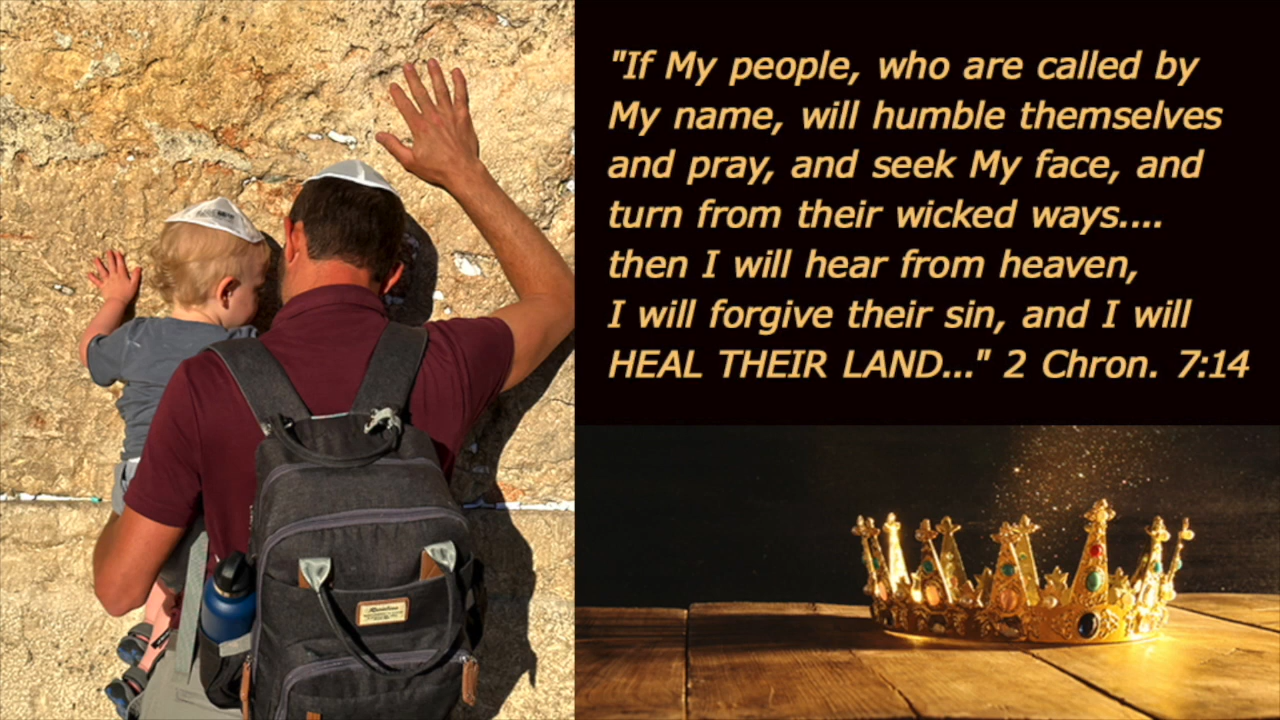 "If My people, who are called by
My name, will humble themselves
and pray, and seek My face, and
turn from their wicked ways....
then I will hear from heaven,
I will forgive their sin, and I will
HEAL THEIR LAND..." 2 Chron. 7:14